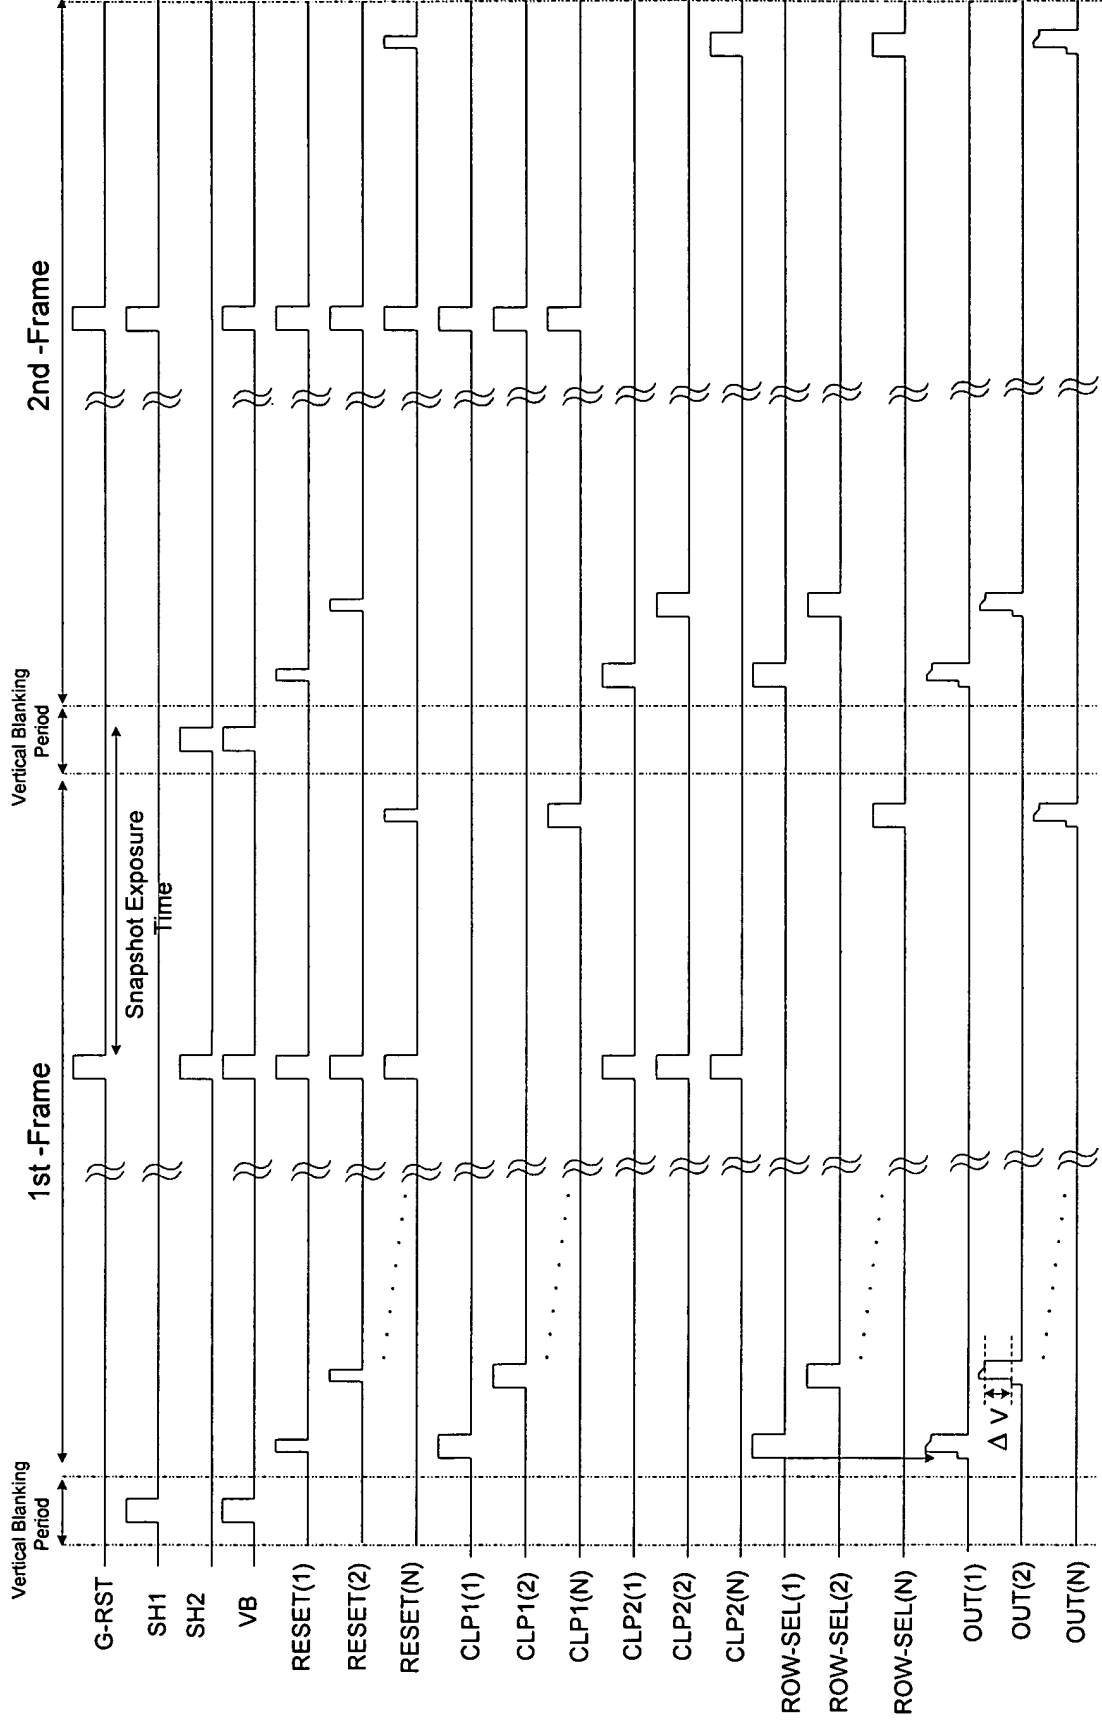 1st -Frame
2nd -Frame
Vertical Blanking
Period
Vertical Blanking
Period
Snapshot Exposure
Time
G-RST
SH1
SH2
VB
RESET(1)
RESET(2)
RESET(N)
CLP1(1)
CLP1(2)
CLP1(N)
CLP2(1)
CLP2(2)
CLP2(N)
ROW-SEL(1)
ROW-SEL(2)
ROW-SEL(N)
OUT(1)
OUT(2)
OUT(N)
Δ V